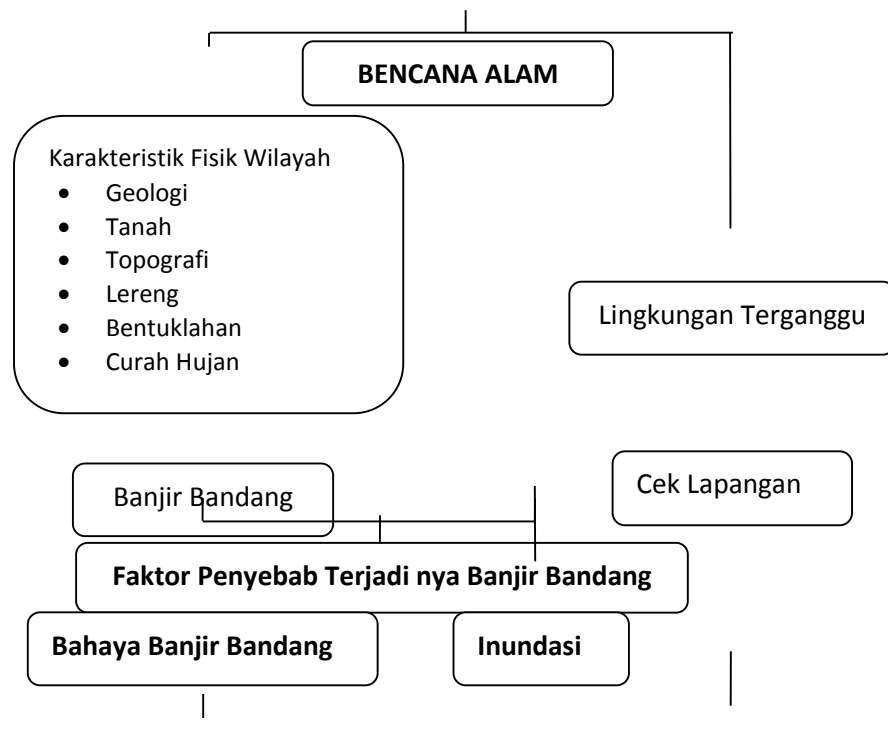 BENCANA ALAM
Karakteristik Fisik Wilayah
• Geologi
• Tanah
• Topografi
• Lereng
• Bentuklahan
• Curah Hujan
Lingkungan Terganggu
Banjir Bandang
Cek Lapangan
Faktor Penyebab Terjadi nya Banjir Bandang
Bahaya Banjir Bandang
Inundasi